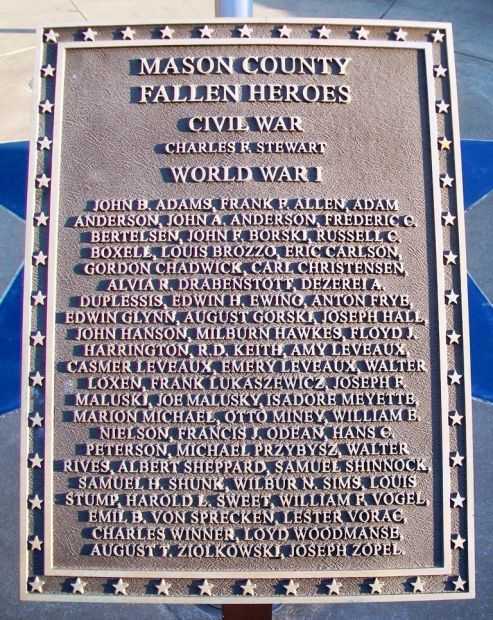 MASON COUNTY
FALLEN HEROES
CIVIL WAR
CHARLES F. STEWART
WORLD WAR I
JOHN B. ADAMS, FRANK F. ALLEN, ADAM
ANDERSON, JOHN A. ANDERSON, FREDERIC C.
BERTELSEN, JOHN F. BORSKI, RUSSELL C.
BOXELL, LOUIS BROZZO, ERIC CARLSON,
GORDON CHADWICK, CARL CHRISTENSEN,
ALVIA R. DRABENSTOTT, DEZEREI A.
DUPLESSIS, EDWIN H. EWING, ANTON FRYE,
EDWIN GLYNN, AUGUST GORSKI, JOSEPH HALL,
JOHN HANSON, MILBURN HAWKES, FLOYD J.
HARRINGTON, R.D. KEITH, AMY LEVEAUX,
CASMER LEVEAUX, EMERY LEVEAUX, WALTER
LOXEN, FRANK LUKASZEWICZ, JOSEPH F.
MALUSKI, JOE MALUSKY, ISADORE MEYETTE,
MARION MICHAEL, OTTO MINBY, WILLIAM E.
NIELSON, FRANCIS J. ODEAN, HANS C.
PETERSON, MICHAEL PRZYBYSZ, WALTER
RIVES, ALBERT SHEPPARD, SAMUEL SHINNOCK,
SAMUEL H. SHUNK, WILBUR N. SIMS, LOUIS
STUMP, HAROLD L. SWEET, WILLIAM F. VOGEL,
EMIL B. VON SPRECKEN, LESTER VORAC,
CHARLES WINNER, LOYD WOODMANSE,
AUGUST T. ZIOLKOWSKI, JOSEPH ZOPEL.